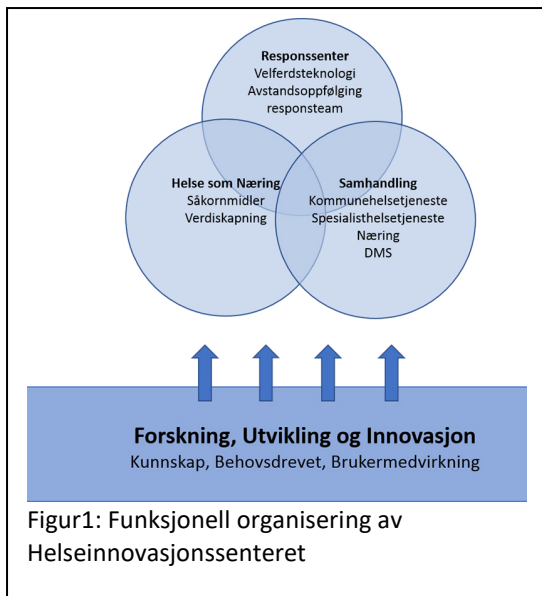 Responssenter
Velferdsteknologi
Avstandsoppfølging
responsteam
Helse som Næring
Såkornmidler
Verdiskapning
Samhandling
Kommunehelsetjeneste
Spesialisthelsetjeneste
Næring
DMS
Forskning, Utvikling og Innovasjon
Kunnskap, Behovsdrevet, Brukermedvirkning
Figur1: Funksjonell organisering av
Helseinnovasjonssenteret